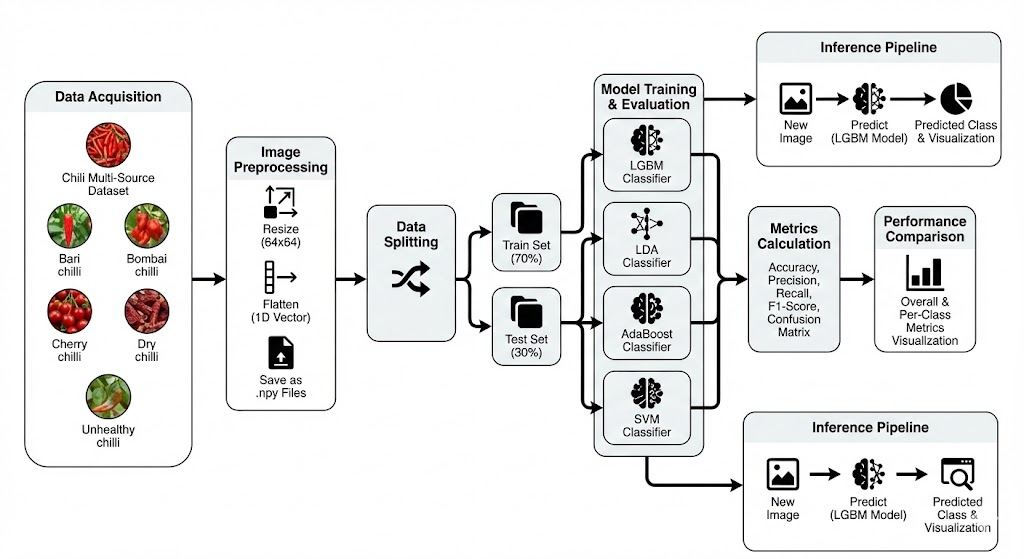 Data Acquisition
Chili Multi-Source
Dataset
Bari
chilli
Bombai
chilli
Cherry
chilli
Dry
chilli
Unhealthy
chilli
Image
Preprocessing
Resize
(64x64)
Flatten
(1D Vector)
Save as
.npy Files
Data
Splitting
Train Set
(70%)
Test Set
(30%)
Model Training
& Evaluation
LGBM
Classifier
LDA
Classifier
AdaBoost
Classifier
SVM
Classifier
Inference Pipeline
New
Image
Predict
(LGBM Model)
Predicted Class
& Visualization
Metrics
Calculation
Accuracy,
Precision,
Recall,
F1-Score,
Confusion
Matrix
Performance
Comparison
Overall &
Per-Class
Metrics
Visualization
Inference Pipeline
New
Image
Predict
(LGBM Model)
Predicted
Class &
Visualization